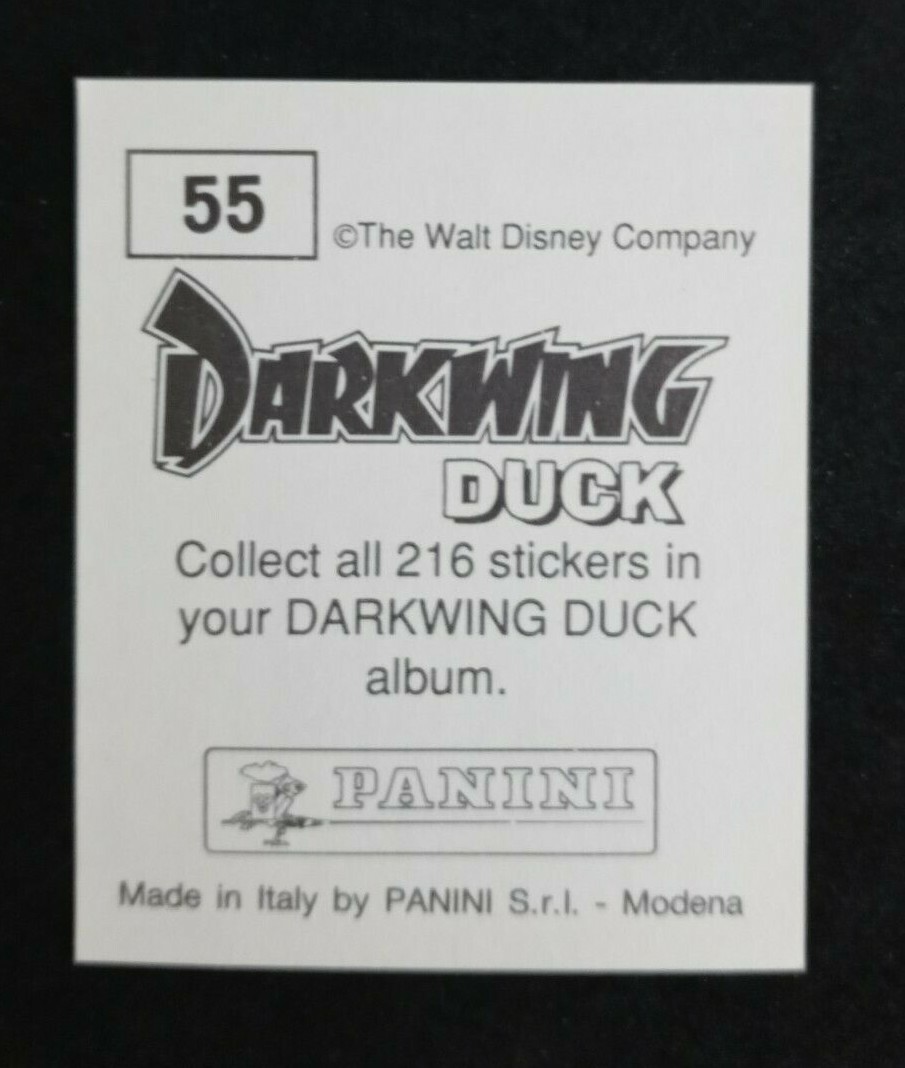 55
©The Walt Disney Company
DARKWING
DUCK
Collect all 216 stickers in
your DARKWING DUCK
album.
PANINI
Made in Italy by PANINI S.r.l. - Modena